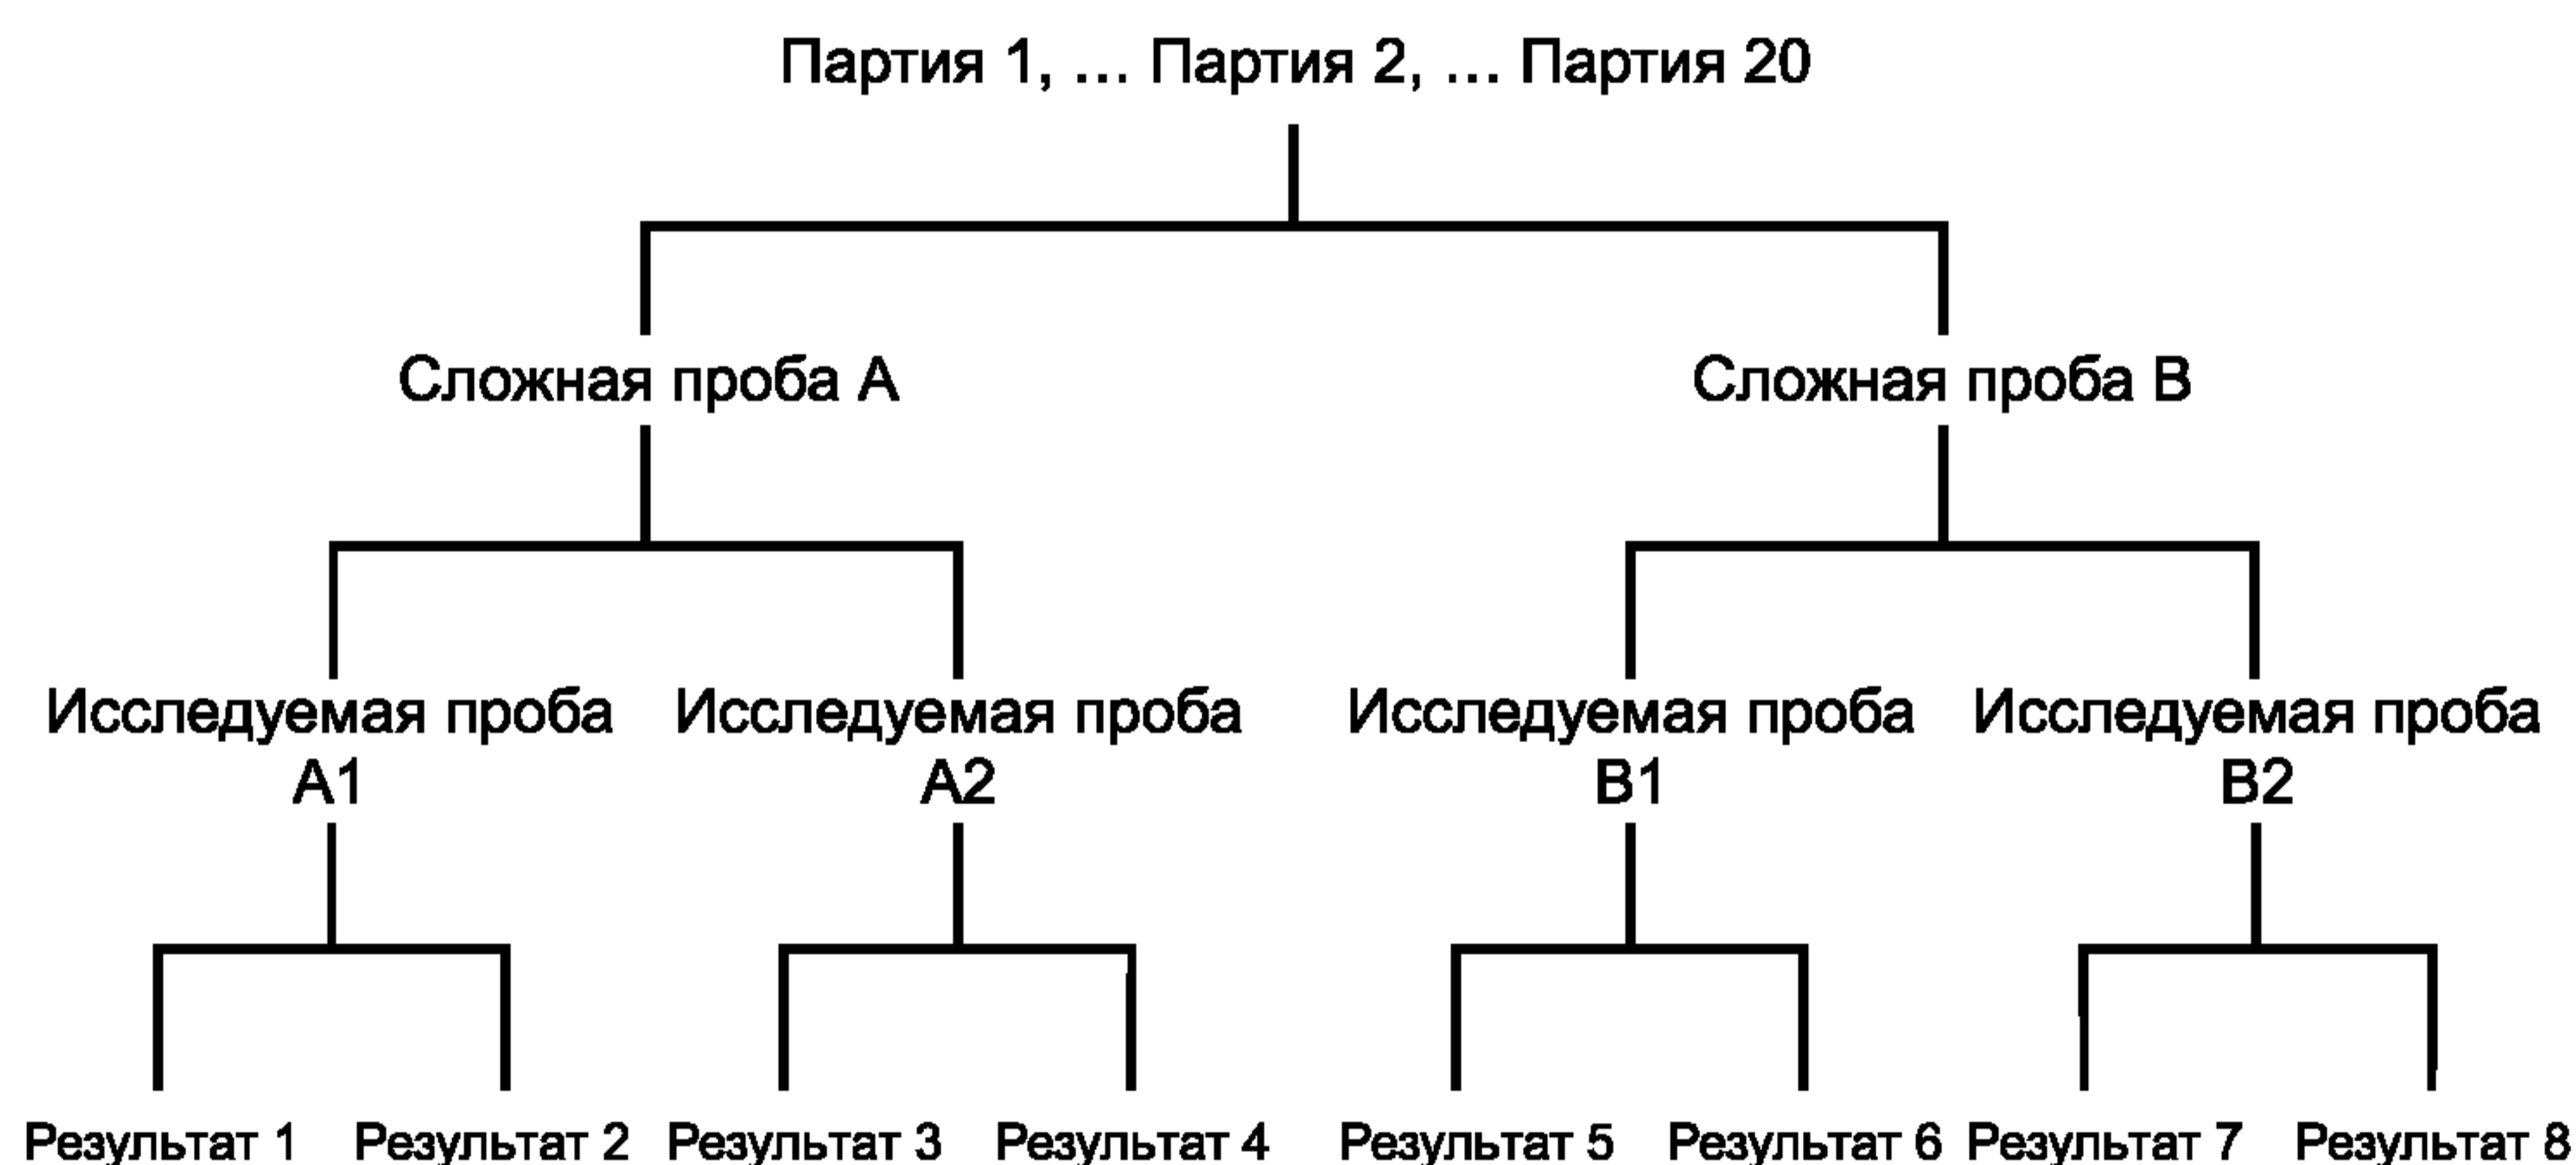 Партия 1, ... Партия 2, ... Партия 20
Сложная проба А
Сложная проба В
Исследуемая проба
А1
Исследуемая проба
А2
Исследуемая проба
В1
Исследуемая проба
В2
Результат 1
Результат 2
Результат 3
Результат 4
Результат 5
Результат 6
Результат 7
Результат 8